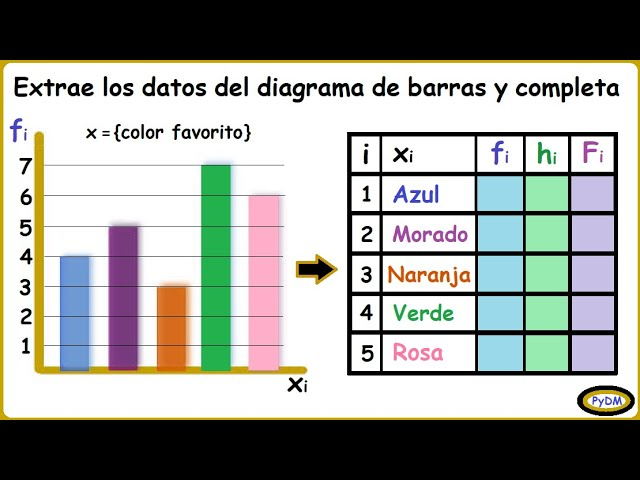 Extrae los datos del diagrama de barras y completa
fi
x = {color favorito}
7
6
5
4
3
2
1
xi
i xi fi hi Fi
1 Azul
2 Morado
3 Naranja
4 Verde
5 Rosa
PyDM